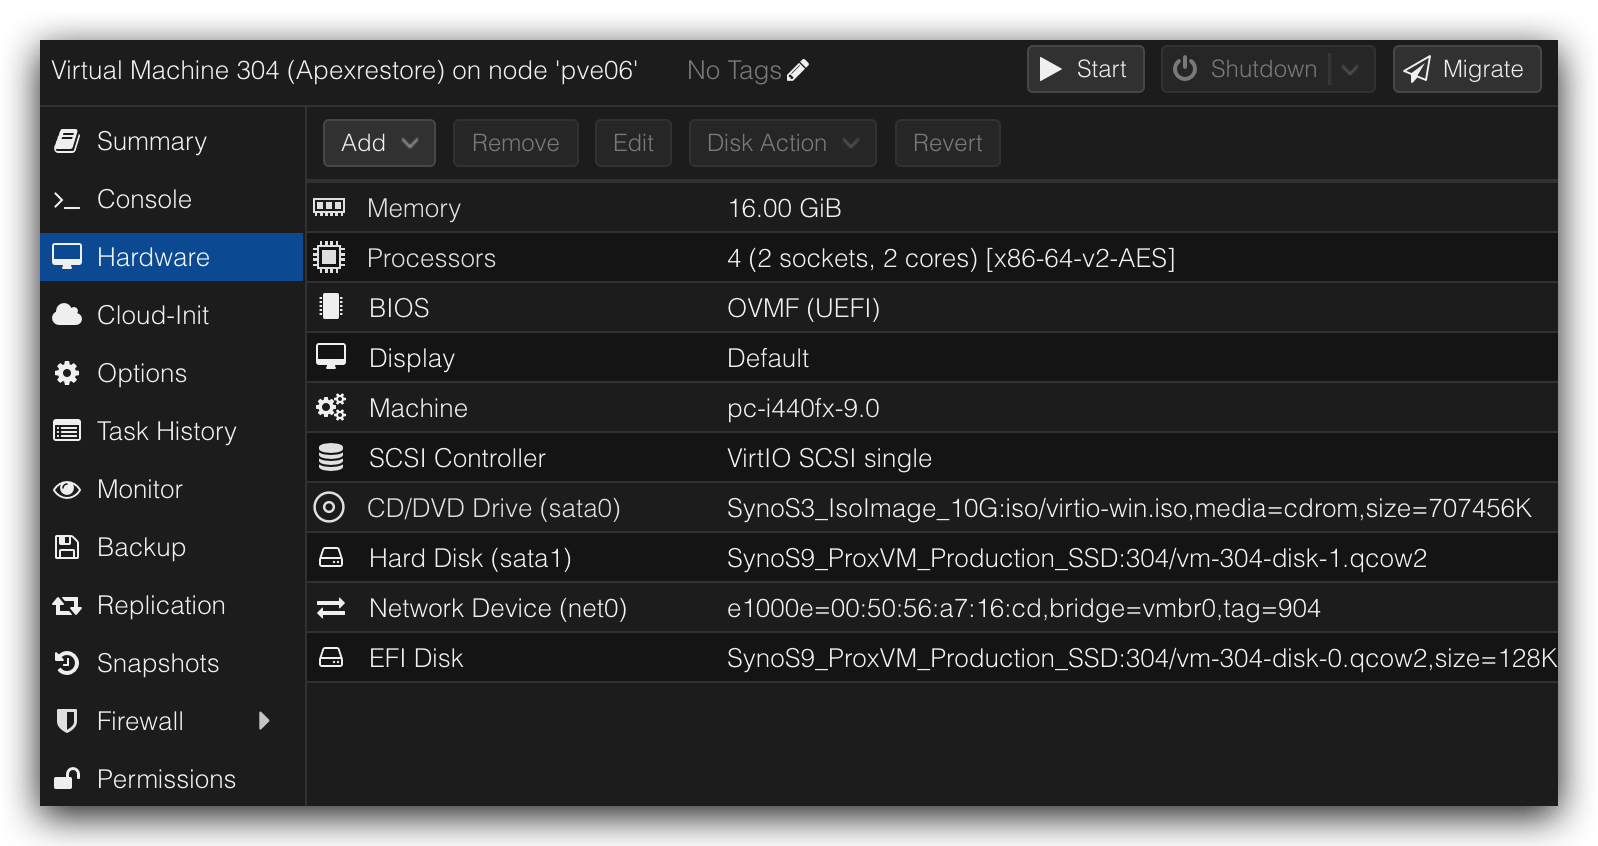 Virtual Machine 304 (Apexrestore) on node 'pve06' No Tags Start Shutdown Migrate
Summary
Console
Hardware
Cloud-Init
Options
Task History
Monitor
Backup
Replication
Snapshots
Firewall
Permissions
Add Remove Edit Disk Action Revert
Memory 16.00 GiB
Processors 4 (2 sockets, 2 cores) [x86-64-v2-AES]
BIOS OVMF (UEFI)
Display Default
Machine pc-i440fx-9.0
SCSI Controller VirtIO SCSI single
CD/DVD Drive (sata0) SynoS3_IsoImage_10G:iso/virtio-win.iso,media=cdrom,size=707456K
Hard Disk (sata1) SynoS9_ProxVM_Production_SSD:304/vm-304-disk-1.qcow2
Network Device (net0) e1000e=00:50:56:a7:16:cd,bridge=vmbr0,tag=904
EFI Disk SynoS9_ProxVM_Production_SSD:304/vm-304-disk-0.qcow2,size=128K